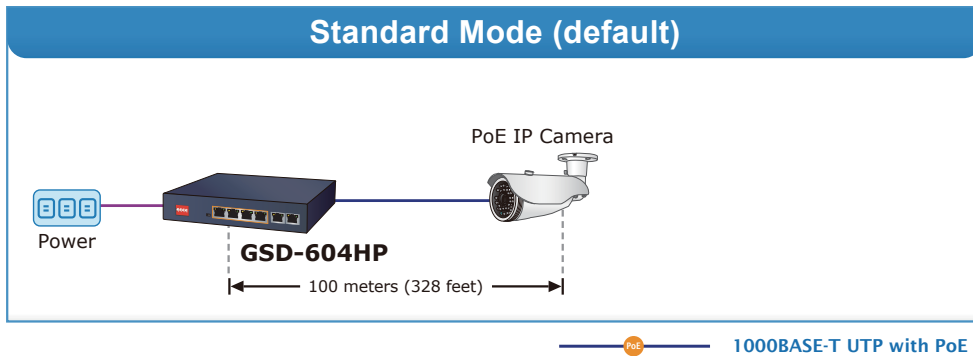 Standard Mode (default)
PoE IP Camera
Power
GSD-604HP
100 meters (328 feet)
PoE
1000BASE-T UTP with PoE